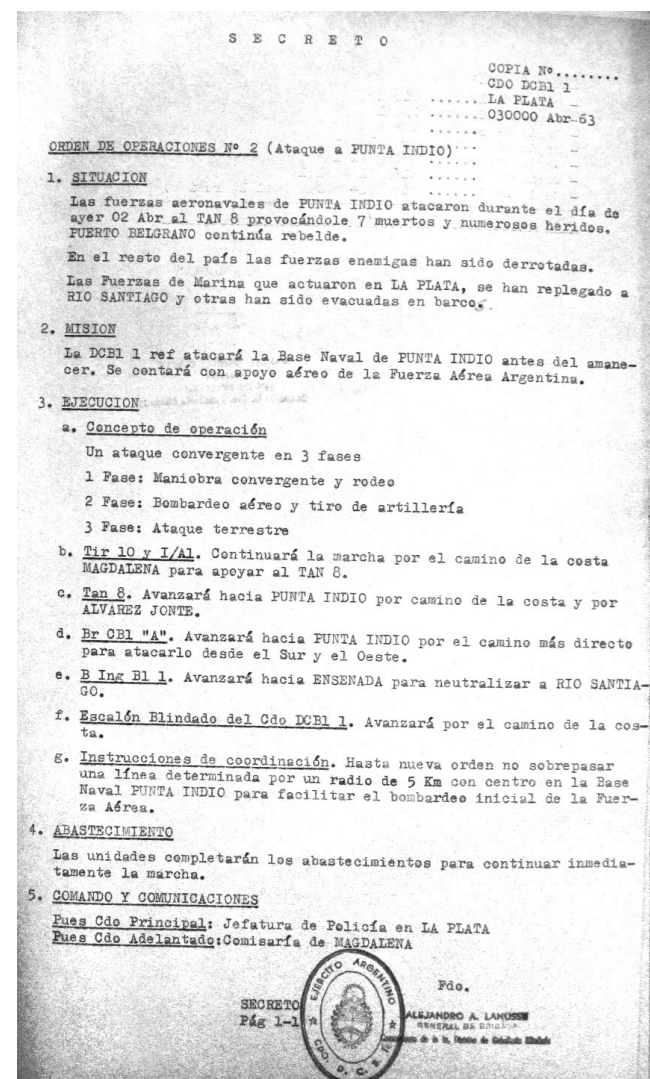 S E C R E T O
COPIA Nº........
CDO DCBl 1
...... LA PLATA –
...... 030000 Abr-63
ORDEN DE OPERACIONES Nº 2 (Ataque a PUNTA INDIO)
1. SITUACION
Las fuerzas aeronavales de PUNTA INDIO atacaron durante el día de
ayer 02 Abr al TAN 8 provocándole 7 muertos y numerosos heridos.
PUERTO BELGRANO continúa rebelde.
En el resto del país las fuerzas enemigas han sido derrotadas.
Las Fuerzas de Marina que actuaron en LA PLATA, se han replegado a
RIO SANTIAGO y otras han sido evacuadas en barco.
2. MISION
La DCBl 1 ref atacará la Base Naval de PUNTA INDIO antes del amane-
cer. Se contará con apoyo aéreo de la Fuerza Aérea Argentina.
3. EJECUCION
a. Concepto de operación
Un ataque convergente en 3 fases
1 Fase: Maniobra convergente y rodeo
2 Fase: Bombardeo aéreo y tiro de artillería
3 Fase: Ataque terrestre
b. Tir 10 y I/Al. Continuará la marcha por el camino de la costa
MAGDALENA para apoyar al TAN 8.
c. Tan 8. Avanzará hacia PUNTA INDIO por camino de la costa y por
ALVAREZ JONTE.
d. Br CBl "A". Avanzará hacia PUNTA INDIO por el camino más directo
para atacarlo desde el Sur y el Oeste.
e. B Ing Bl 1. Avanzará hacia ENSENADA para neutralizar a RIO SANTIA-
GO.
f. Escalón Blindado del Cdo DCBl 1. Avanzará por el camino de la cos-
ta.
g. Instrucciones de coordinación. Hasta nueva orden no sobrepasar
una línea determinada por un radio de 5 Km con centro en la Base
Naval PUNTA INDIO para facilitar el bombardeo inicial de la Fuer-
za Aérea.
4. ABASTECIMIENTO
Las unidades completarán los abastecimientos para continuar inmedia-
tamente la marcha.
5. COMANDO Y COMUNICACIONES
Pues Cdo Principal: Jefatura de Policía en LA PLATA
Pues Cdo Adelantado:Comisaría de MAGDALENA
Fdo.
SECRETO
Pág 1-1
EJÉRCITO ARGENTINO
ALEJANDRO A. LANUSSE
GENERAL DE